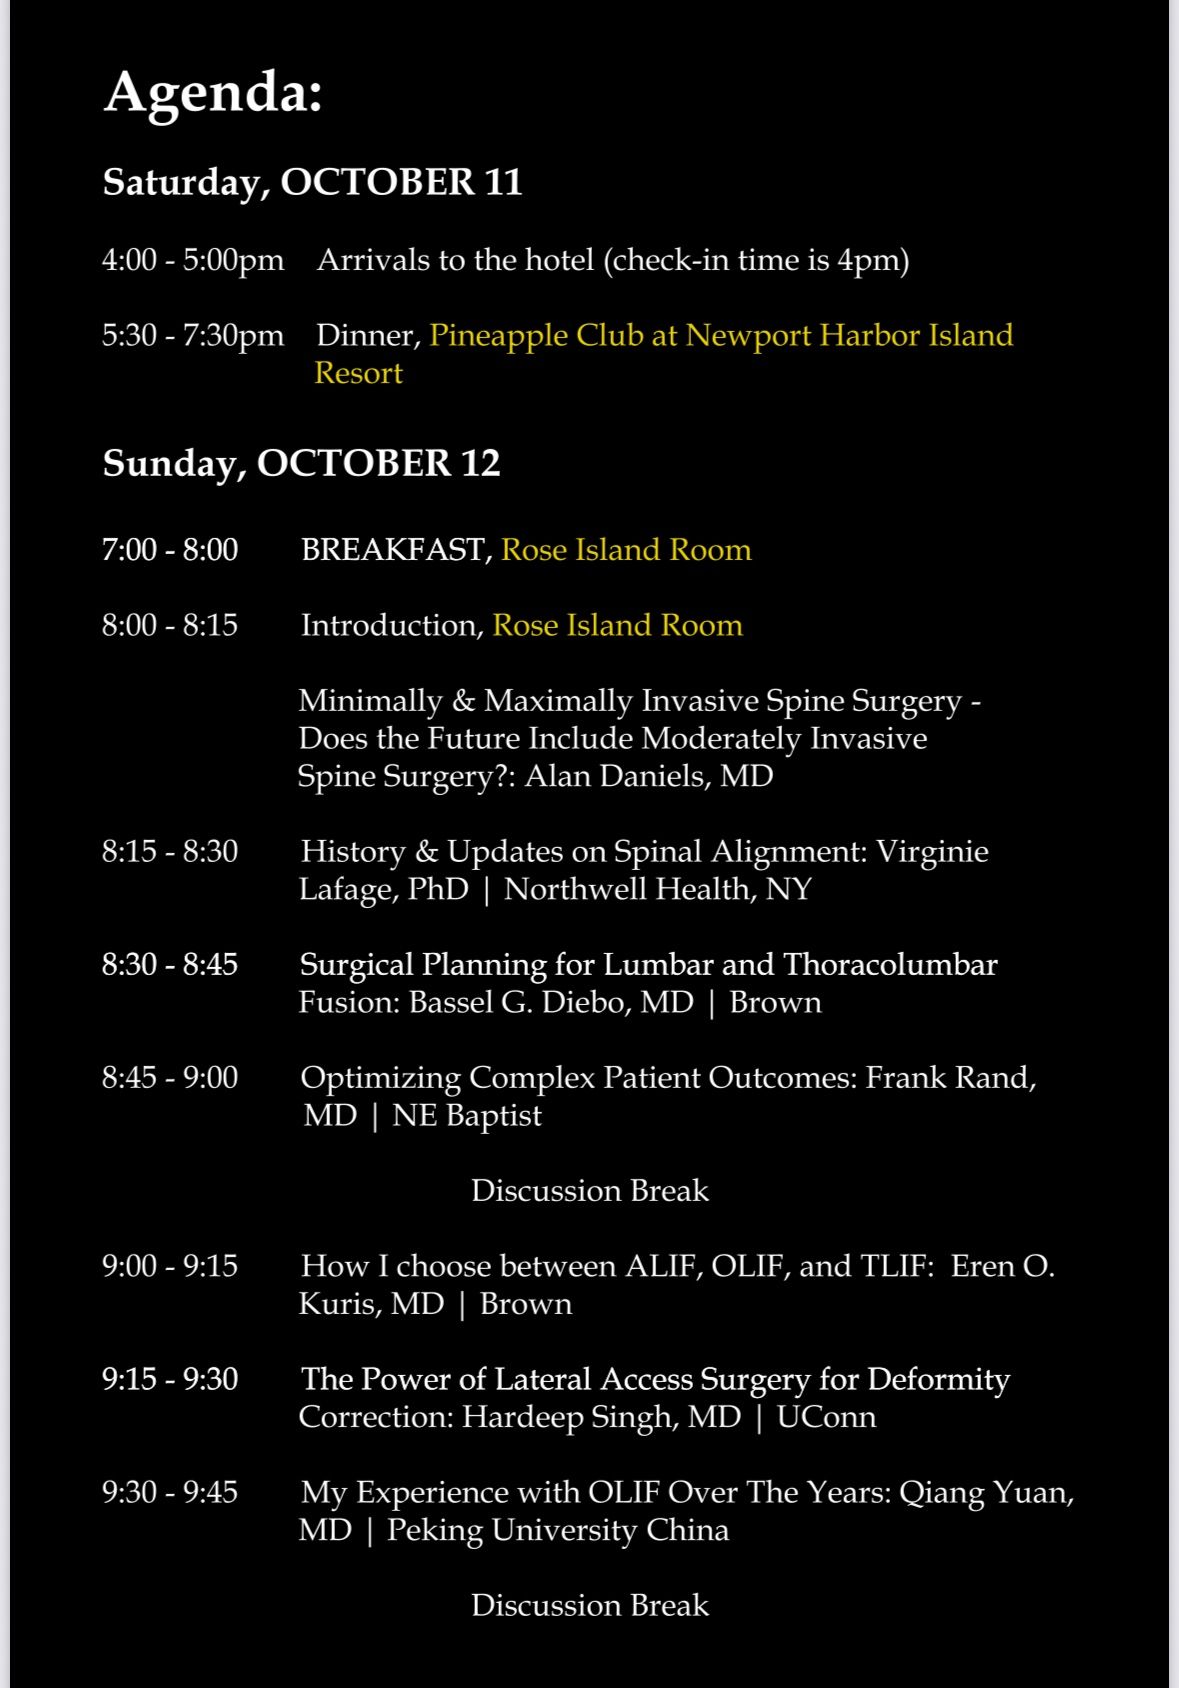 Agenda:
Saturday, OCTOBER 11
4:00 - 5:00pm Arrivals to the hotel (check-in time is 4pm)
5:30 - 7:30pm Dinner, Pineapple Club at Newport Harbor Island
Resort
Sunday, OCTOBER 12
7:00 - 8:00 BREAKFAST, Rose Island Room
8:00 - 8:15 Introduction, Rose Island Room
Minimally & Maximally Invasive Spine Surgery -
Does the Future Include Moderately Invasive
Spine Surgery?: Alan Daniels, MD
8:15 - 8:30 History & Updates on Spinal Alignment: Virginie
Lafage, PhD | Northwell Health, NY
8:30 - 8:45 Surgical Planning for Lumbar and Thoracolumbar
Fusion: Bassel G. Diebo, MD | Brown
8:45 - 9:00 Optimizing Complex Patient Outcomes: Frank Rand,
MD | NE Baptist
Discussion Break
9:00 - 9:15 How I choose between ALIF, OLIF, and TLIF:  Eren O.
Kuris, MD | Brown
9:15 - 9:30 The Power of Lateral Access Surgery for Deformity
Correction: Hardeep Singh, MD | UConn
9:30 - 9:45 My Experience with OLIF Over The Years: Qiang Yuan,
MD | Peking University China
Discussion Break